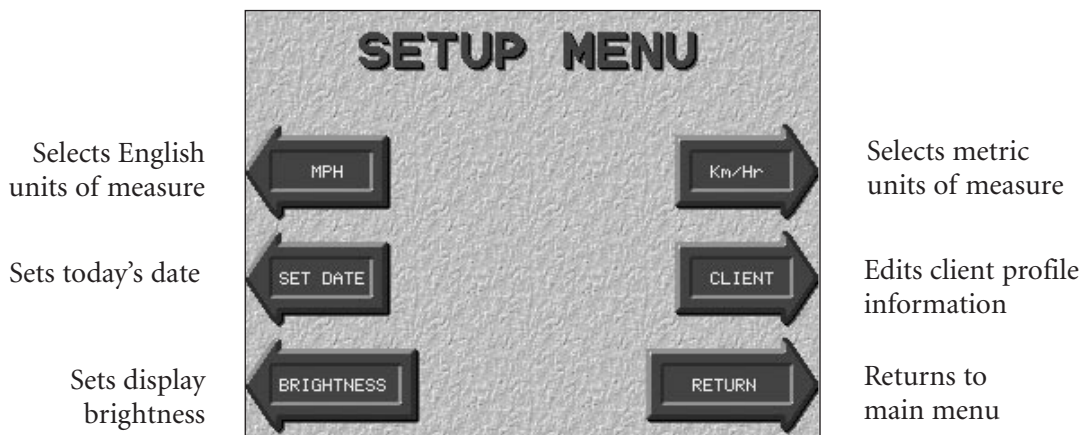 SETUP MENU
Selects English
units of measure
MPH
Km/Hr
Selects metric
units of measure
Sets today’s date
SET DATE
CLIENT
Edits client profile
information
Sets display
brightness
BRIGHTNESS
RETURN
Returns to
main menu